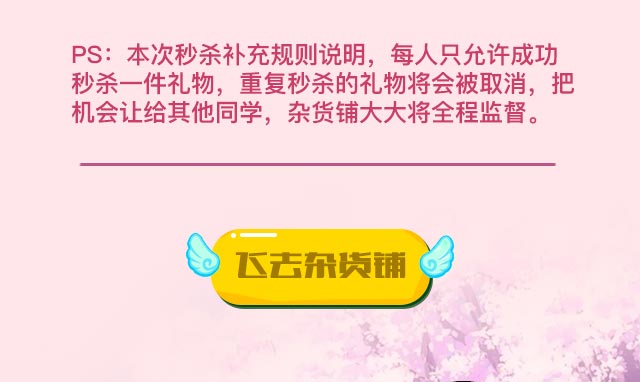 PS：本次秒杀补充规则说明，每人只允许成功
秒杀一件礼物，重复秒杀的礼物将会被取消，把
机会让给其他同学，杂货铺大大将全程监督。
飞去杂货铺